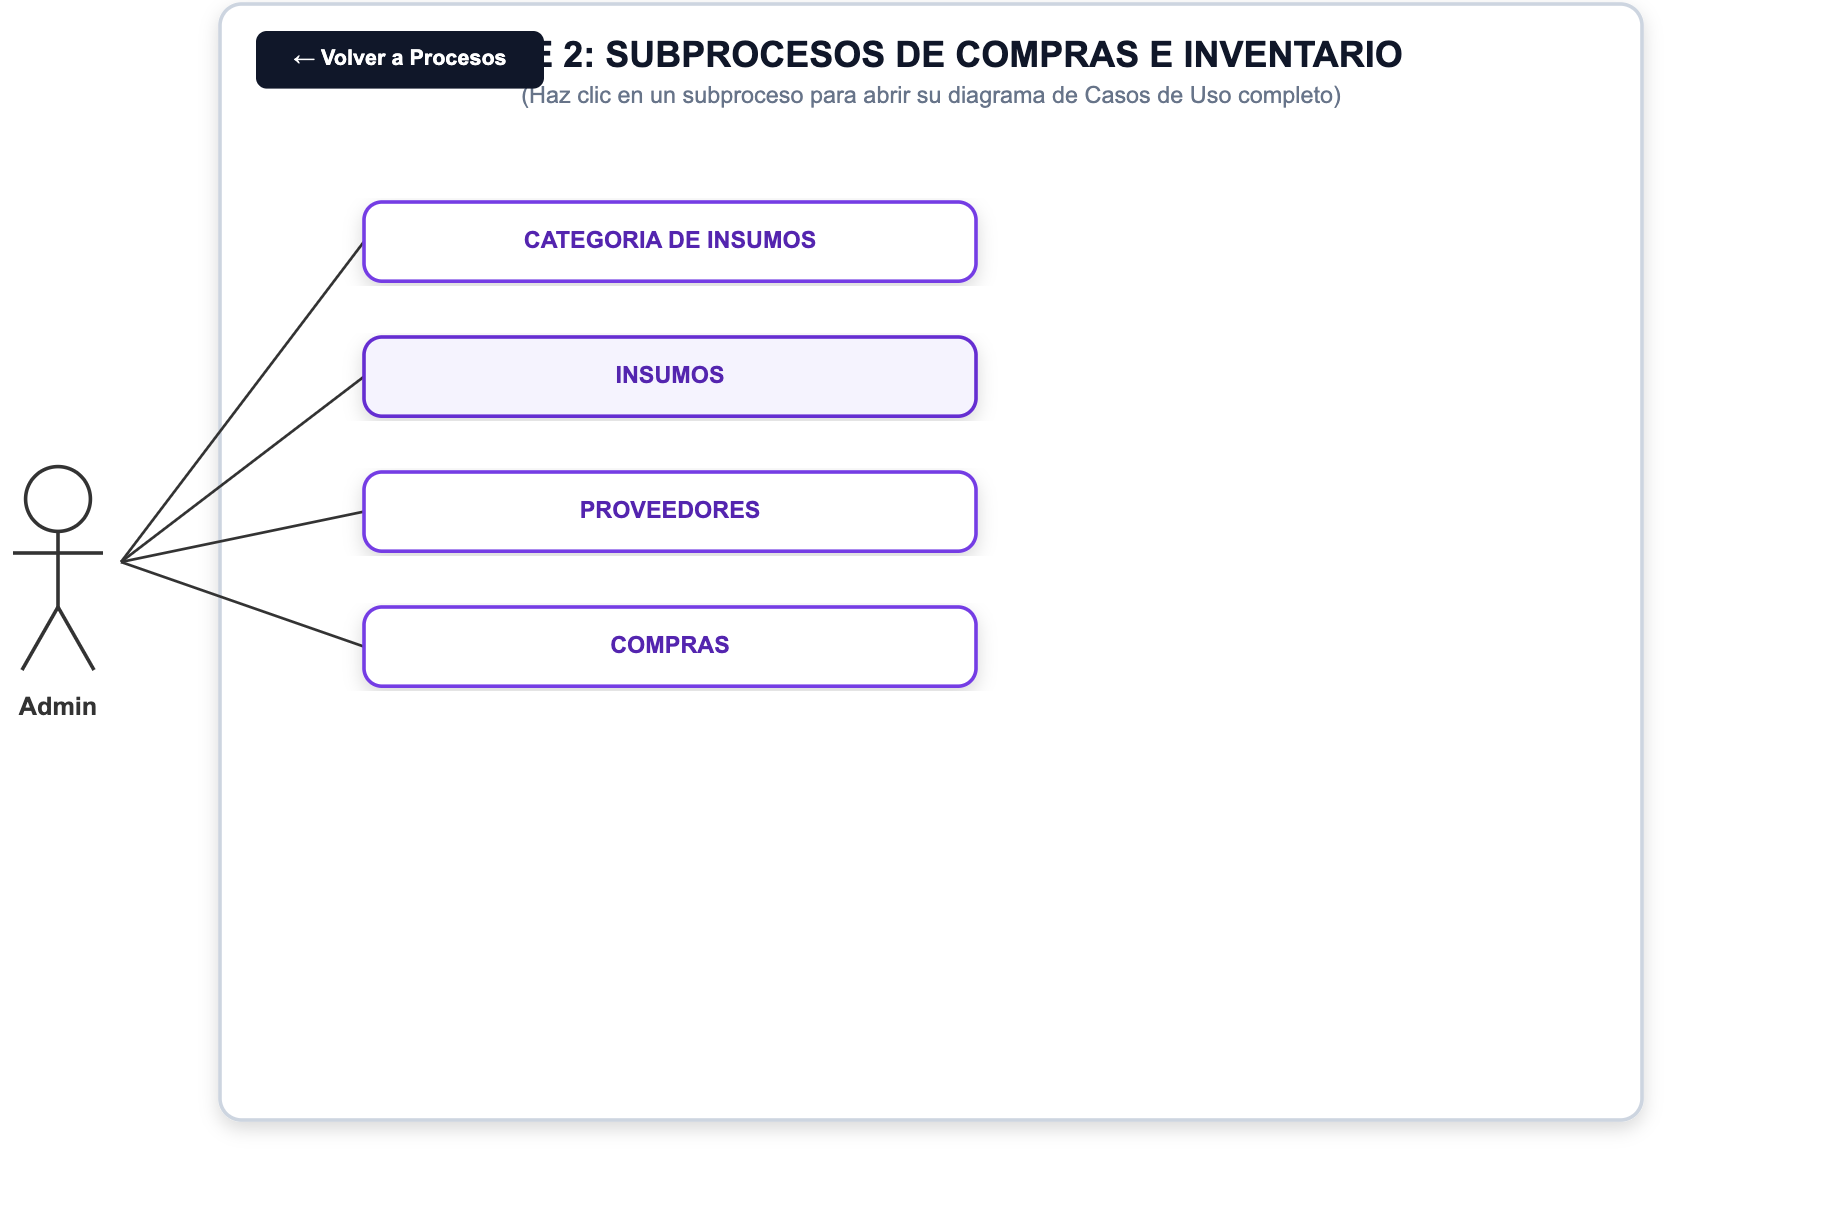 ← Volver a Procesos
E 2: SUBPROCESOS DE COMPRAS E INVENTARIO
(Haz clic en un subproceso para abrir su diagrama de Casos de Uso completo)
CATEGORIA DE INSUMOS
INSUMOS
PROVEEDORES
COMPRAS
Admin